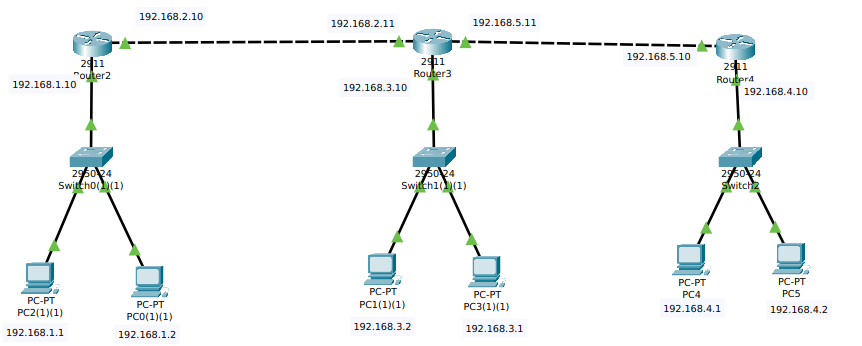 192.168.2.10
192.168.2.11
192.168.5.11
2911
Router2
2911
Router3
192.168.5.10
2911
Router4
192.168.1.10
192.168.3.10
192.168.4.10
2950-24
Switch0(1)(1)
2950-24
Switch1(1)(1)
2950-24
Switch2
PC-PT
PC2(1)(1)
PC-PT
PC0(1)(1)
PC-PT
PC1(1)(1)
PC-PT
PC3(1)(1)
PC-PT
PC4
PC-PT
PC5
192.168.1.1
192.168.1.2
192.168.3.2
192.168.3.1
192.168.4.1
192.168.4.2